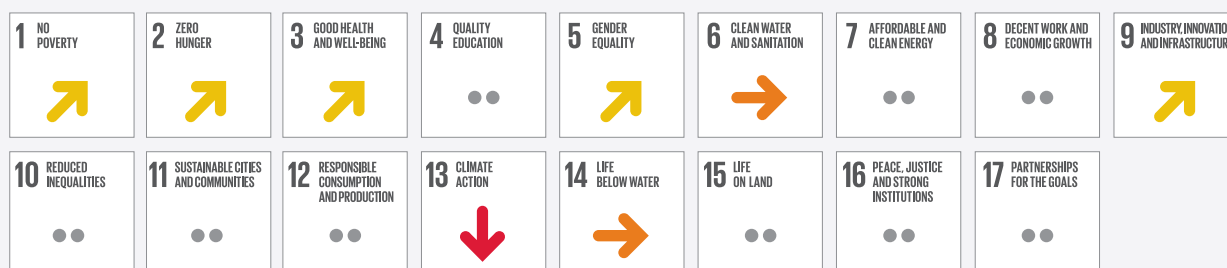 1 NO
POVERTY
2 ZERO
HUNGER
3 GOOD HEALTH
AND WELL-BEING
4 QUALITY
EDUCATION
5 GENDER
EQUALITY
6 CLEAN WATER
AND SANITATION
7 AFFORDABLE AND
CLEAN ENERGY
8 DECENT WORK AND
ECONOMIC GROWTH
9 INDUSTRY, INNOVATIO
AND INFRASTRUCTUR
10 REDUCED
INEQUALITIES
11 SUSTAINABLE CITIES
AND COMMUNITIES
12 RESPONSIBLE
CONSUMPTION
AND PRODUCTION
13 CLIMATE
ACTION
14 LIFE
BELOW WATER
15 LIFE
ON LAND
16 PEACE, JUSTICE
AND STRONG
INSTITUTIONS
17 PARTNERSHIPS
FOR THE GOALS